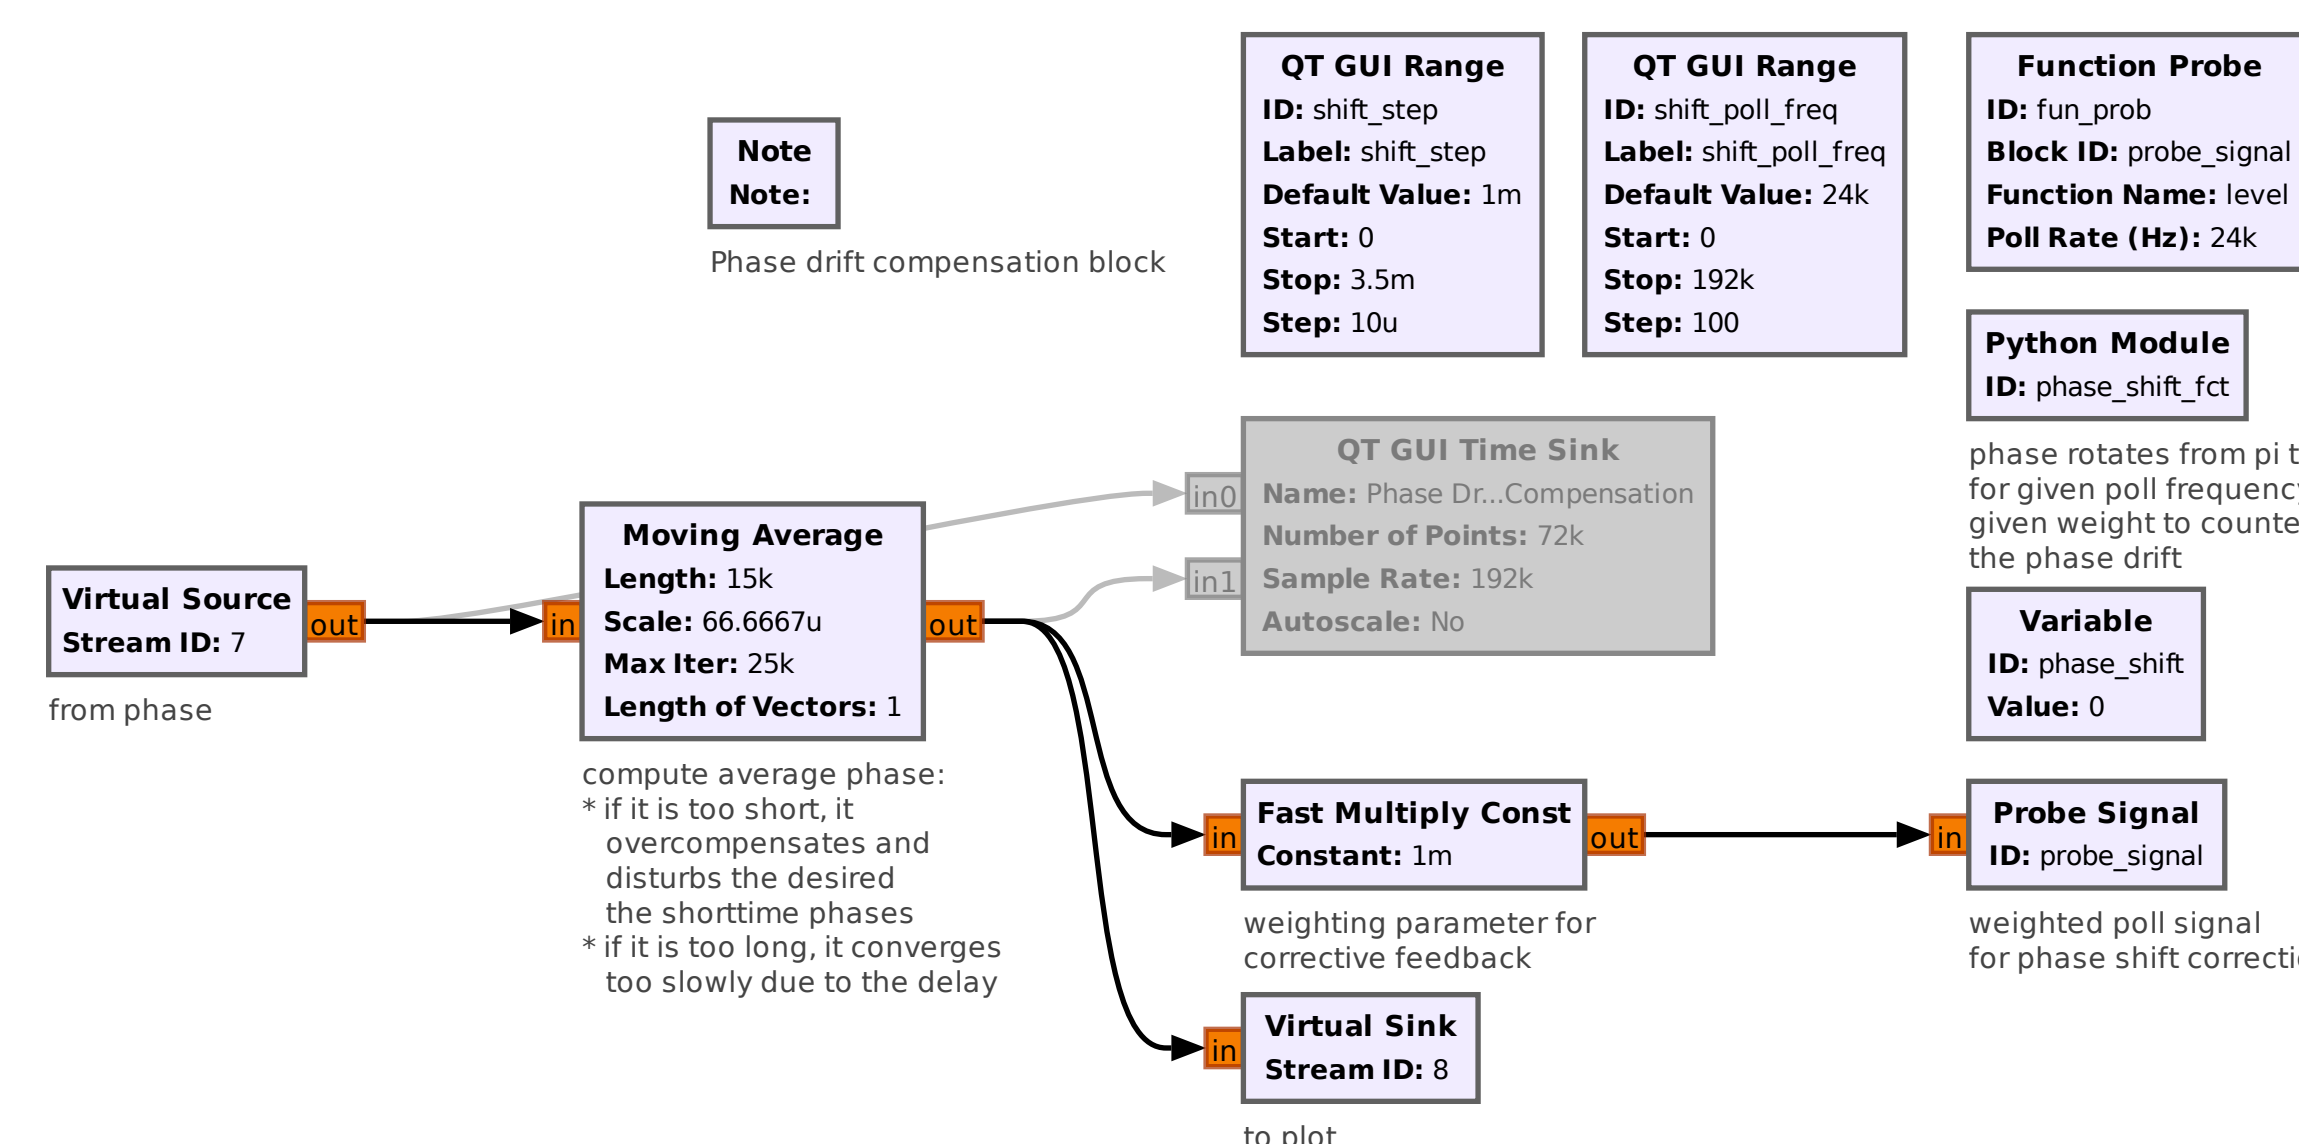 Note
Note:
Phase drift compensation block
QT GUI Range
ID: shift_step
Label: shift_step
Default Value: 1m
Start: 0
Stop: 3.5m
Step: 10u
QT GUI Range
ID: shift_poll_freq
Label: shift_poll_freq
Default Value: 24k
Start: 0
Stop: 192k
Step: 100
Function Probe
ID: fun_prob
Block ID: probe_signal
Function Name: level
Poll Rate (Hz): 24k
Python Module
ID: phase_shift_fct
phase rotates from pi
for given poll
given weight to
the phase drift
Variable
ID: phase_shift
Value: 0
QT GUI Time Sink
in0
Name: Phase Dr...Compensation
Number of Points: 72k
in1
Sample Rate: 192k
Autoscale: No
Virtual Source
Stream ID: 7
out
from phase
in
Moving Average
Length: 15k
Scale: 66.6667u
Max Iter: 25k
Length of Vectors: 1
out
compute average phase:
* if it is too short, it
overcompensates and
disturbs the desired
the shorttime phases
* if it is too long, it converges
too slowly due to the delay
in
Fast Multiply Const
Constant: 1m
out
weighting parameter for
corrective feedback
in
Probe Signal
ID: probe_signal
weighted poll signal
for phase shift
in
Virtual Sink
Stream ID: 8
to plot